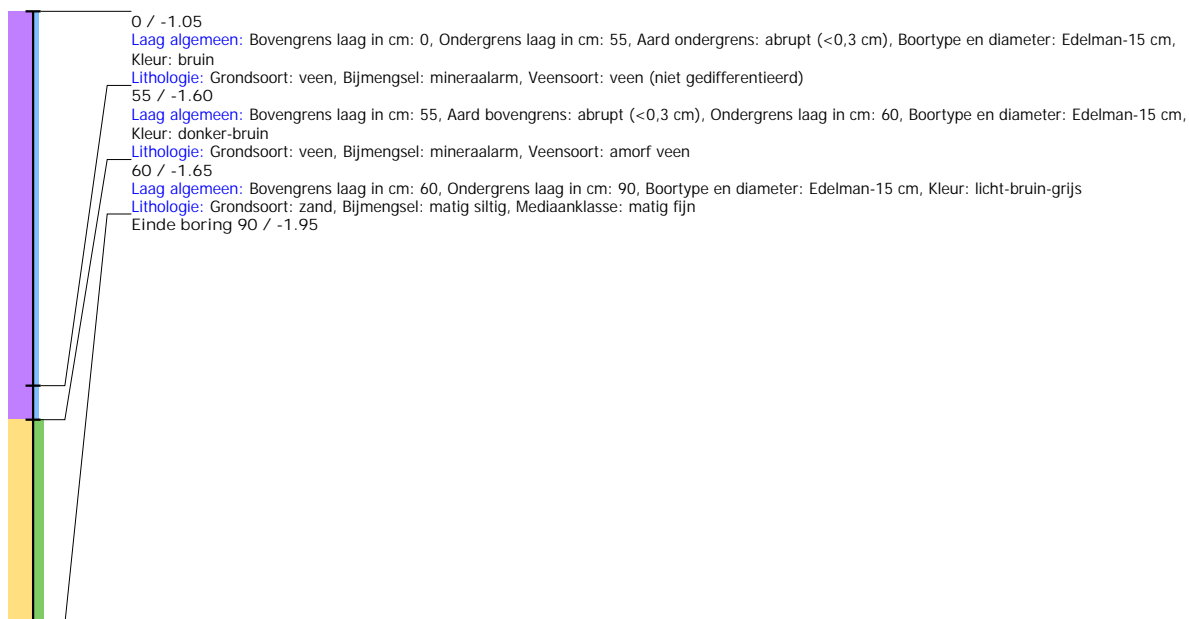 0 / -1.05
Laag algemeen: Bovengrens laag in cm: 0, Ondergrens laag in cm: 55, Aard ondergrens: abrupt (<0,3 cm), Boortype en diameter: Edelman-15 cm,
Kleur: bruin
Lithologie: Grondsoort: veen, Bijmengsel: mineraalarm, Veensoort: veen (niet gedifferentieerd)
55 / -1.60
Laag algemeen: Bovengrens laag in cm: 55, Aard bovengrens: abrupt (<0,3 cm), Ondergrens laag in cm: 60, Boortype en diameter: Edelman-15 cm,
Kleur: donker-bruin
Lithologie: Grondsoort: veen, Bijmengsel: mineraalarm, Veensoort: amorf veen
60 / -1.65
Laag algemeen: Bovengrens laag in cm: 60, Ondergrens laag in cm: 90, Boortype en diameter: Edelman-15 cm, Kleur: licht-bruin-grijs
Lithologie: Grondsoort: zand, Bijmengsel: matig siltig, Mediaanklasse: matig fijn
Einde boring 90 / -1.95